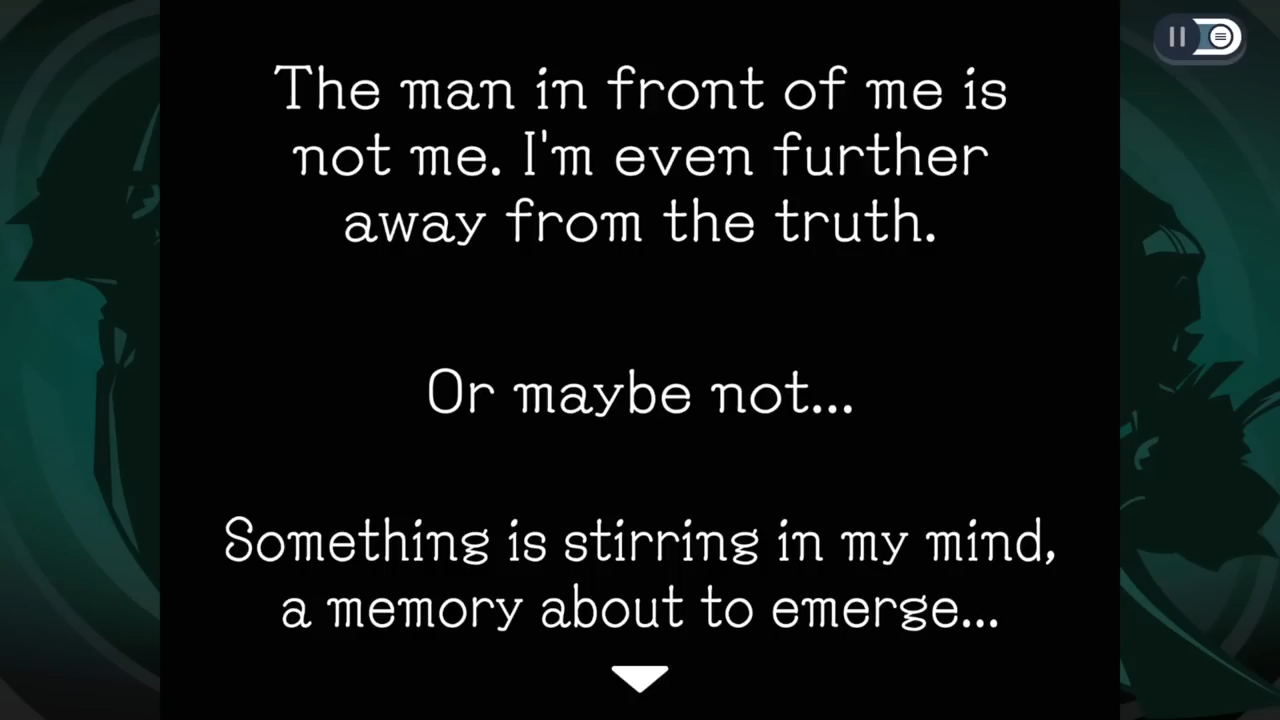 The man in front of me is
not me. I'm even further
away from the truth.
Or maybe not...
Something is stirring in my mind,
a memory about to emerge...